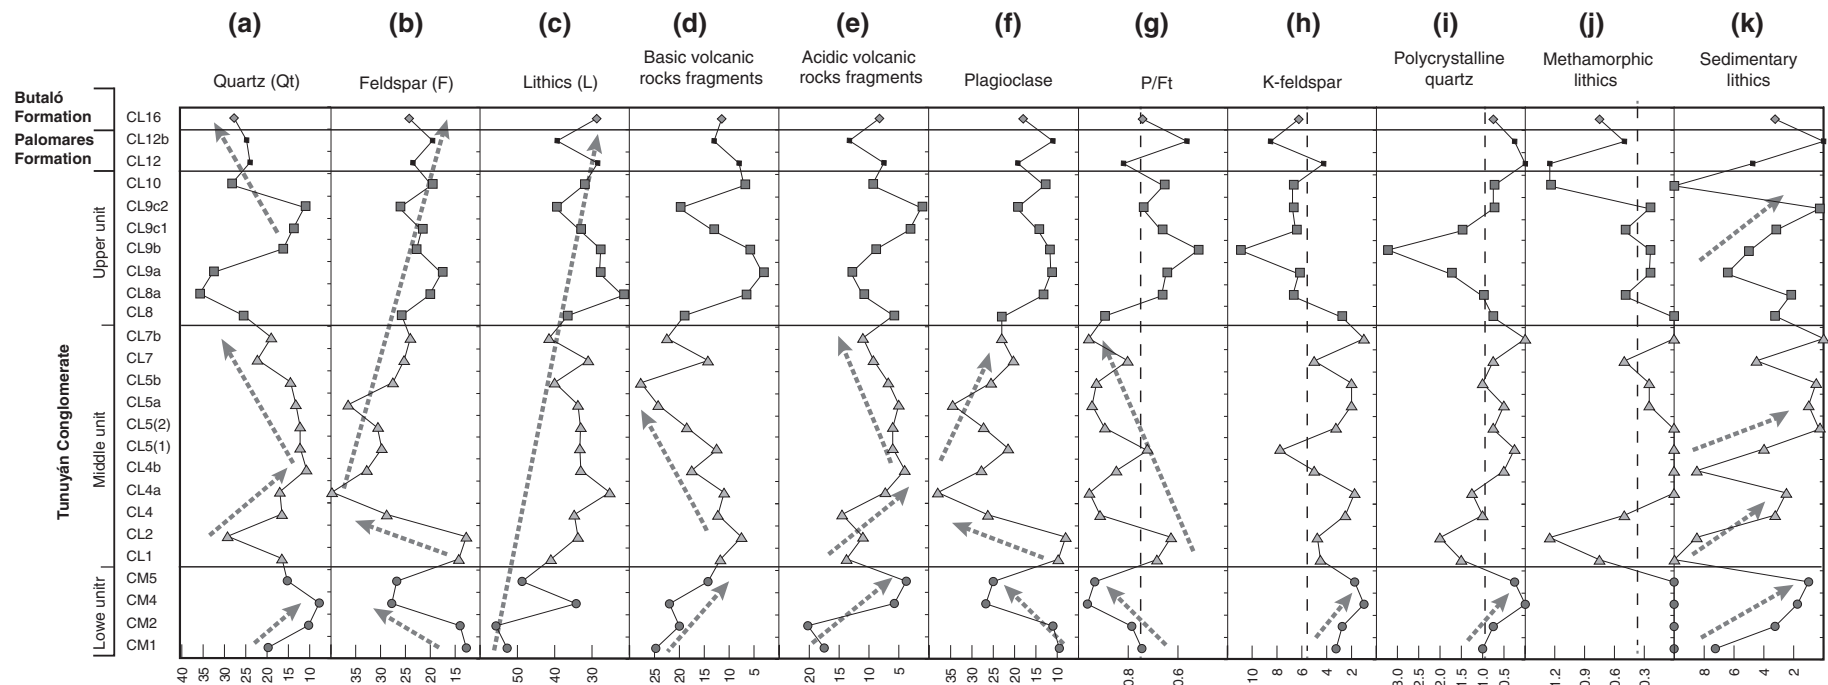 (a) (b) (c) (d) (e) (f) (g) (h) (i) (j) (k)
Quartz (Qt)
Feldspar (F)
Lithics (L)
Basic volcanic
rocks fragments
Acidic volcanic
rocks fragments
Plagioclase
P/Ft
K-feldspar
Polycrystalline
quartz
Methamorphic
lithics
Sedimentary
lithics
Butaló
Formation
Palomares
Formation
Tunuyán Conglomerate
Upper unit
Middle unit
Lowe unitr
CL16
CL12b
CL12
CL10
CL9c2
CL9c1
CL9b
CL9a
CL8a
CL8
CL7b
CL7
CL5b
CL5a
CL5(2)
CL5(1)
CL4b
CL4a
CL4
CL2
CL1
CM5
CM4
CM2
CM1
40 35 30 25 20 15 10
35 30 25 20 15
50 30
25 20 15 10 5
20 15 10 5
35 30 25 20 15 10
0.8 0.6
10 8 6 4 2
3.0 2.0 1.5 1.0 0.5
1.2 0.9 0.6 0.3
8 6 4 2